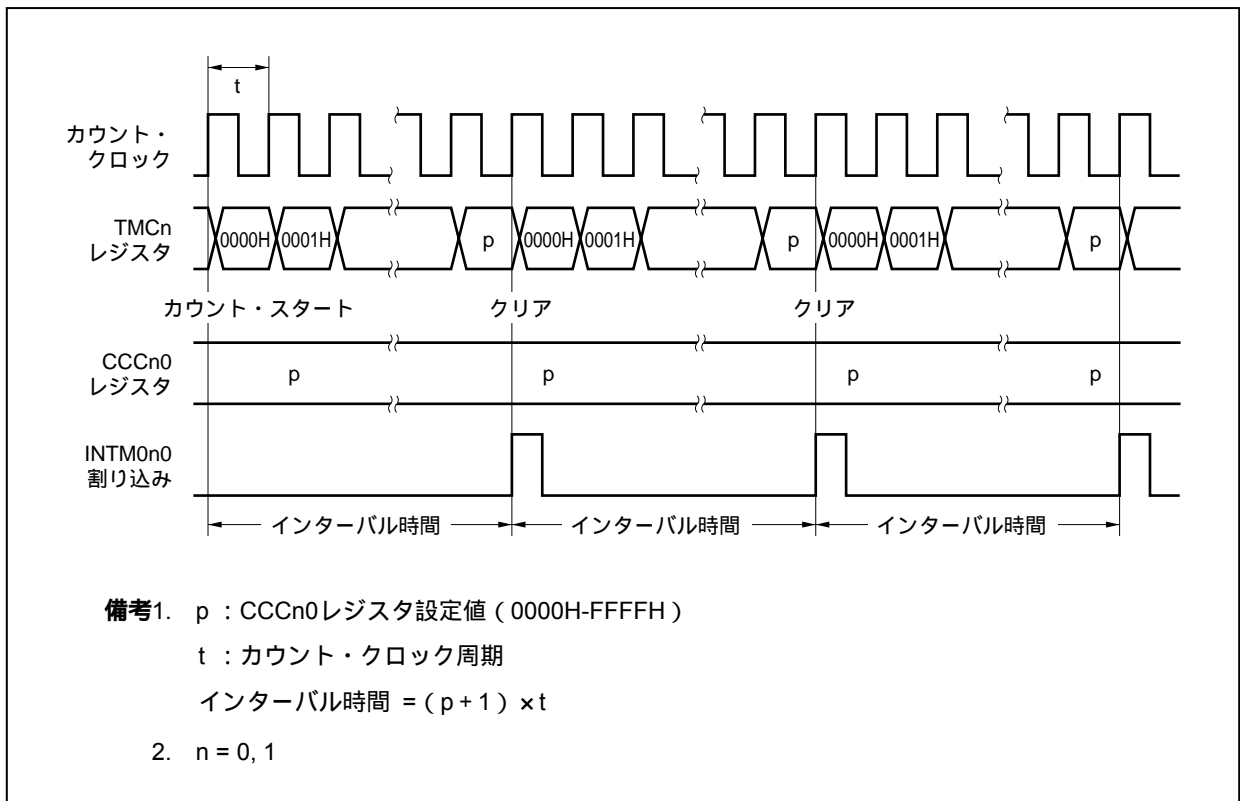 t
カウント・
クロック
TMCn
レジスタ
0000H 0001H p 0000H 0001H p 0000H 0001H p
カウント・スタート クリア クリア
CCCn0
レジスタ
p p p p
INTM0n0
割り込み
インターバル時間 インターバル時間 インターバル時間
備考1. p :CCCn0レジスタ設定値(0000H-FFFFH)
t :カウント・クロック周期
インターバル時間 =(p+1)×t
2. n = 0, 1